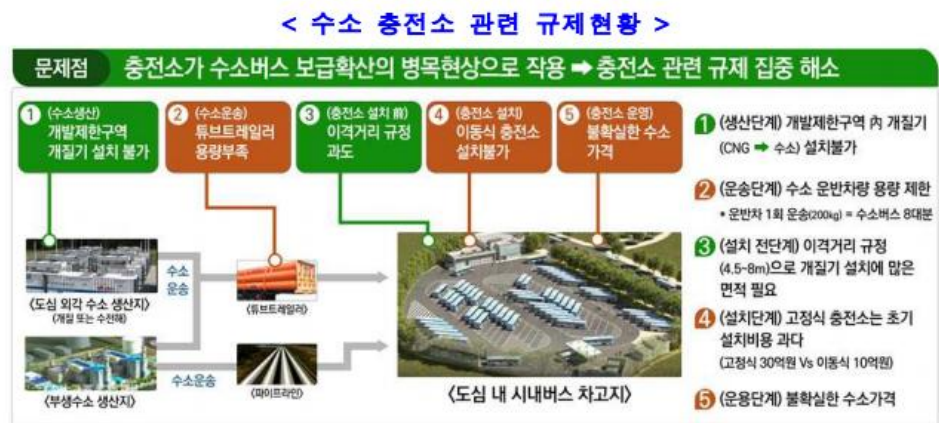 < 수소 충전소 관련 규제현황 >
문제점 충전소가 수소버스 보급확산의 병목현상으로 작용 ➡ 충전소 관련 규제 집중 해소
1 (수소생산)
개발제한구역
개질기 설치 불가
2 (수소운송)
튜브트레일러
용량부족
3 (충전소 설치 前)
이격거리 규정
과도
4 (충전소 설치)
이동식 충전소
설치불가
5 (충전소 운영)
불확실한 수소
가격
수소
운송
<도심 외각 수소 생산지>
(개질 또는 수전해)
<튜브트레일러>
<부생수소 생산지>
수소운송
<파이프라인>
<도심 내 시내버스 차고지>
1 (생산단계) 개발제한구역 內 개질기
(CNG ➡ 수소) 설치불가
2 (운송단계) 수소 운반차량 용량 제한
* 운반차 1회 운송(200kg) = 수소버스 8대분
3 (설치 전단계) 이격거리 규정
(4.5~8m)으로 개질기 설치에 많은
면적 필요
4 (설치단계) 고정식 충전소는 초기
설치비용 과다
(고정식 30억원 Vs 이동식 10억원)
5 (운용단계) 불확실한 수소가격